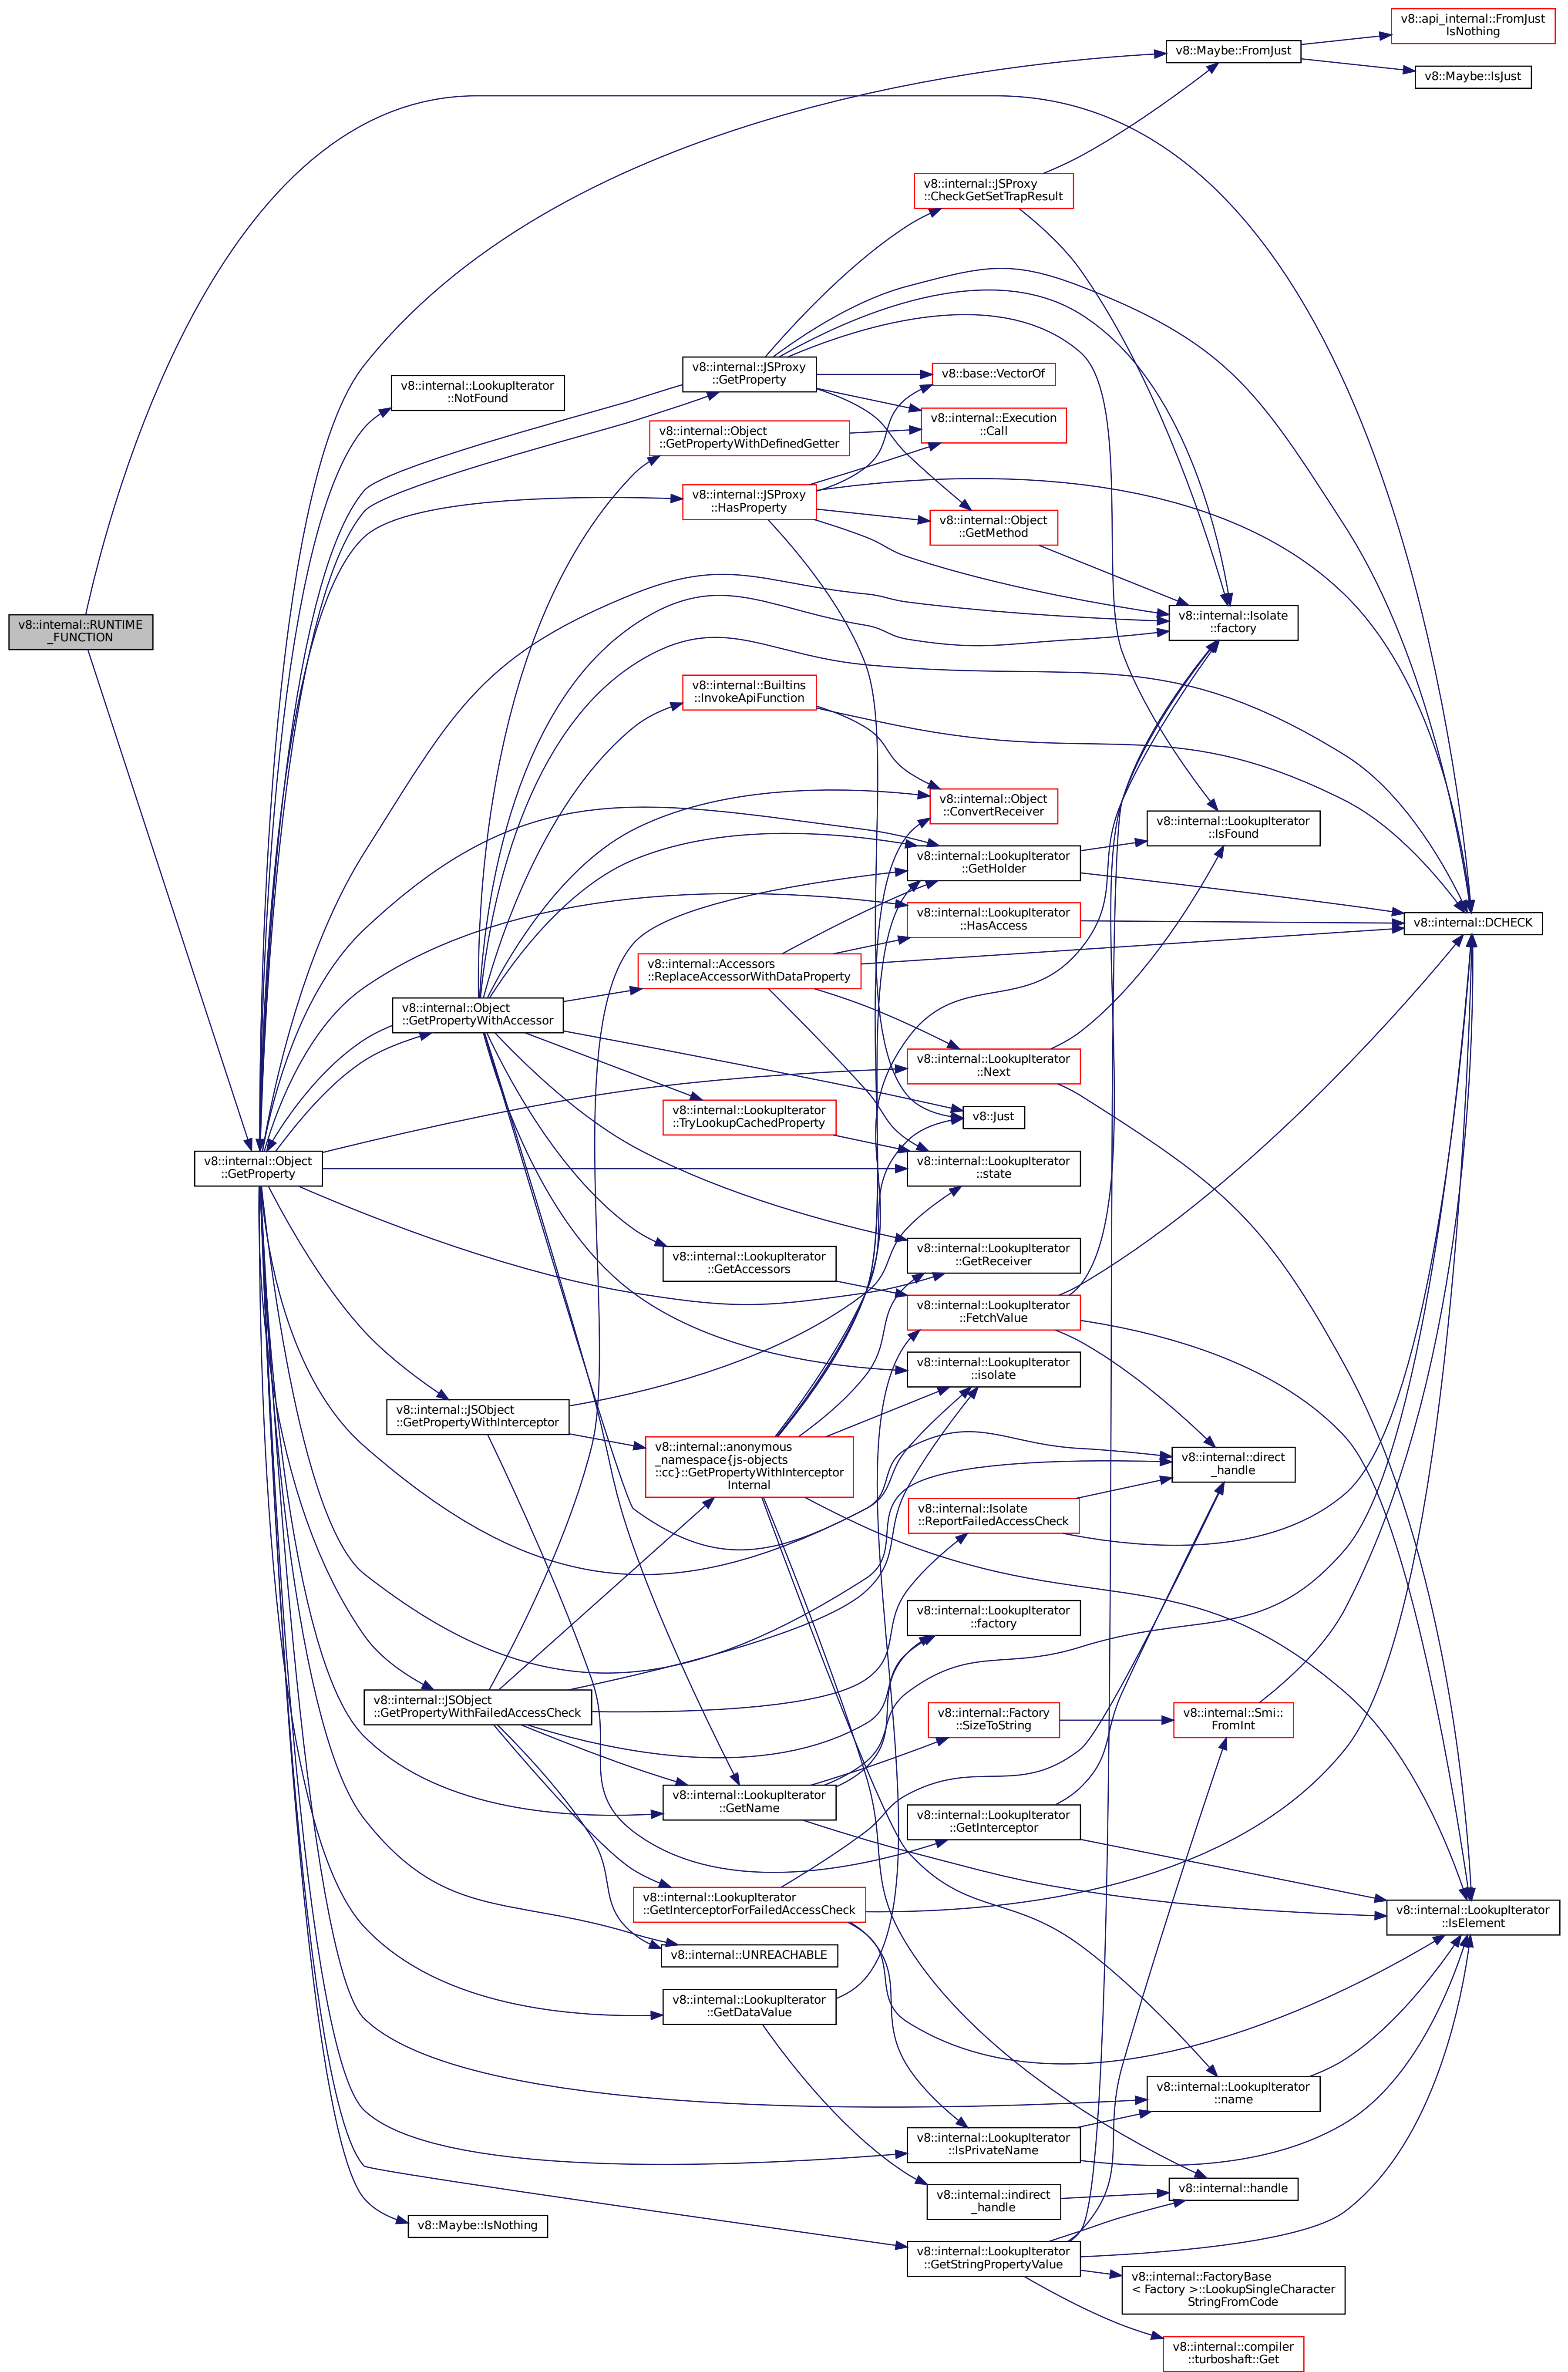 v8::api_internal::FromJust
IsNothing
v8::Maybe::FromJust
v8::Maybe::IsJust
v8::internal::JSProxy
::CheckGetSetTrapResult
v8::internal::JSProxy
::GetProperty
v8::base::VectorOf
v8::internal::LookupIterator
::NotFound
v8::internal::Execution
::Call
v8::internal::Object
::GetPropertyWithDefinedGetter
v8::internal::JSProxy
::HasProperty
v8::internal::Object
::GetMethod
v8::internal::RUNTIME
_FUNCTION
v8::internal::Isolate
::factory
v8::internal::Builtins
::InvokeApiFunction
v8::internal::Object
::ConvertReceiver
v8::internal::LookupIterator
::IsFound
v8::internal::LookupIterator
::GetHolder
v8::internal::LookupIterator
::HasAccess
v8::internal::DCHECK
v8::internal::Accessors
::ReplaceAccessorWithDataProperty
v8::internal::Object
::GetPropertyWithAccessor
v8::internal::LookupIterator
::Next
v8::internal::LookupIterator
::TryLookupCachedProperty
v8::Just
v8::internal::Object
::GetProperty
v8::internal::LookupIterator
::state
v8::internal::LookupIterator
::GetReceiver
v8::internal::LookupIterator
::GetAccessors
v8::internal::LookupIterator
::FetchValue
v8::internal::LookupIterator
::isolate
v8::internal::JSObject
::GetPropertyWithInterceptor
v8::internal::anonymous
_namespace{js-objects
::cc}::GetPropertyWithInterceptor
Internal
v8::internal::direct
_handle
v8::internal::Isolate
::ReportFailedAccessCheck
v8::internal::LookupIterator
::factory
v8::internal::JSObject
::GetPropertyWithFailedAccessCheck
v8::internal::Factory
::SizeToString
v8::internal::Smi::
FromInt
v8::internal::LookupIterator
::GetName
v8::internal::LookupIterator
::GetInterceptor
v8::internal::LookupIterator
::GetInterceptorForFailedAccessCheck
v8::internal::LookupIterator
::IsElement
v8::internal::UNREACHABLE
v8::internal::LookupIterator
::GetDataValue
v8::internal::LookupIterator
::name
v8::internal::LookupIterator
::IsPrivateName
v8::internal::handle
v8::internal::indirect
_handle
v8::Maybe::IsNothing
v8::internal::LookupIterator
::GetStringPropertyValue
v8::internal::FactoryBase
< Factory >::LookupSingleCharacter
StringFromCode
v8::internal::compiler
::turboshaft::Get